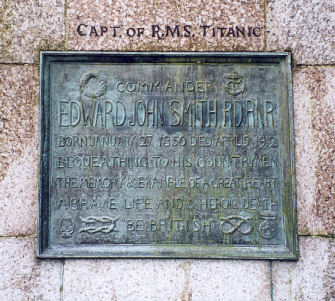 CAPT. OF R.M.S. TITANIC
COMMANDER
EDWARD JOHN SMITH R.D. R.N.R.
BORN JANUARY 27 1850 DIED APRIL 15 1912
BEQUEATHING TO HIS COUNTRYMEN
THE MEMORY & EXAMPLE OF A GREAT HEART
A BRAVE LIFE AND A HEROIC DEATH
"BE BRITISH"